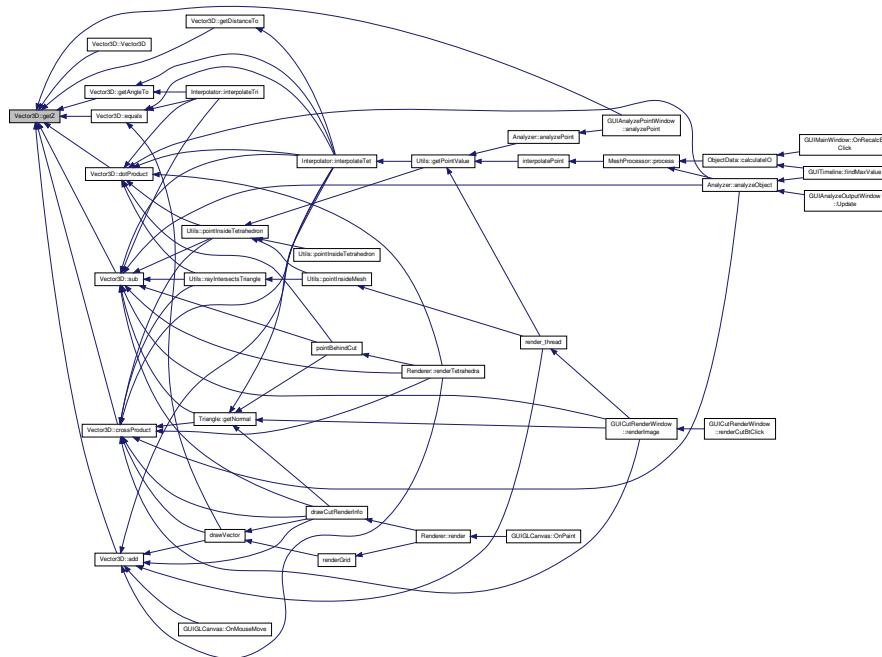 Vector3D::getDistanceTo
Vector3D::Vector3D
Vector3D::getAngleTo
Interpolator::interpolateTri
Vector3D::getZ
Vector3D::equals
GUIAnalyzePointWindow
::analyzePoint
Analyzer::analyzePoint
GUIMainWindow::OnRecalcB
Click
Interpolator::interpolateTet
Utils::getPointValue
interpolatePoint
MeshProcessor::process
ObjectData::calculateIO
Vector3D::dotProduct
GUITimeline::findMaxValue
Analyzer::analyzeObject
GUIAnalyzeOutputWindow
::Update
Utils::pointInsideTetrahedron
Utils::pointInsideTetrahedron
Vector3D::sub
Utils::rayIntersectsTriangle
Utils::pointInsideMesh
render_thread
pointBehindCut
Renderer::renderTetrahedra
Triangle::getNormal
Vector3D::crossProduct
GUICutRenderWindow
::renderImage
GUICutRenderWindow
::renderCutBtClick
drawCutRenderInfo
drawVector
Renderer::render
GUIGLCanvas::OnPaint
Vector3D::add
renderGrid
GUIGLCanvas::OnMouseMove